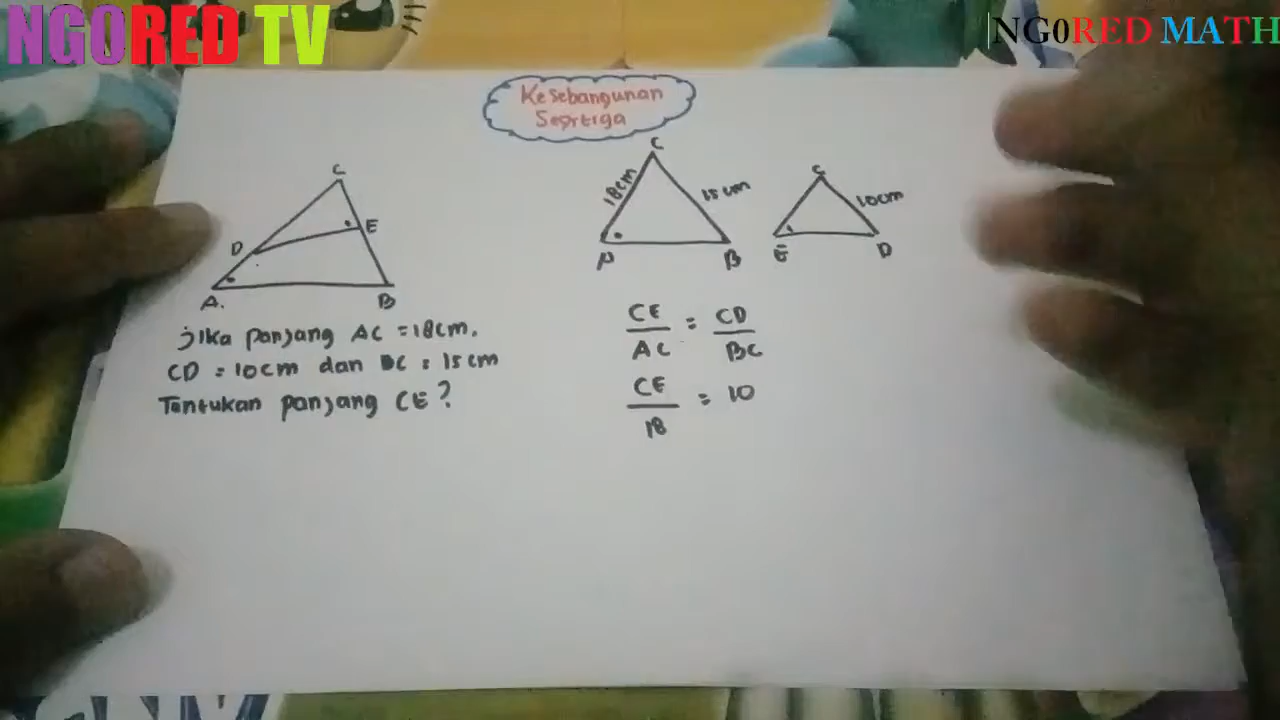 NGORED TV
NG0RED MATH
Kesebangunan
Segitiga
C
D
E
A.
B
C
18cm
15cm
A
B
C
10cm
E
D
jika panjang AC = 18cm.
CD = 10cm dan BC = 15cm
Tentukan panjang CE?
CE = CD
AC BC
CE = 10
18